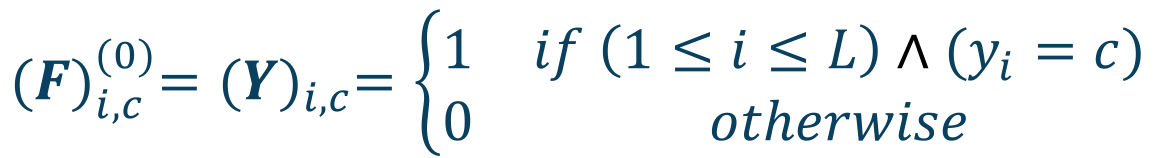 (F)^{(0)}_{i,c} = (Y)_{i,c} = { 1 if (1 ≤ i ≤ L) ∧ (y_i = c)
0 otherwise